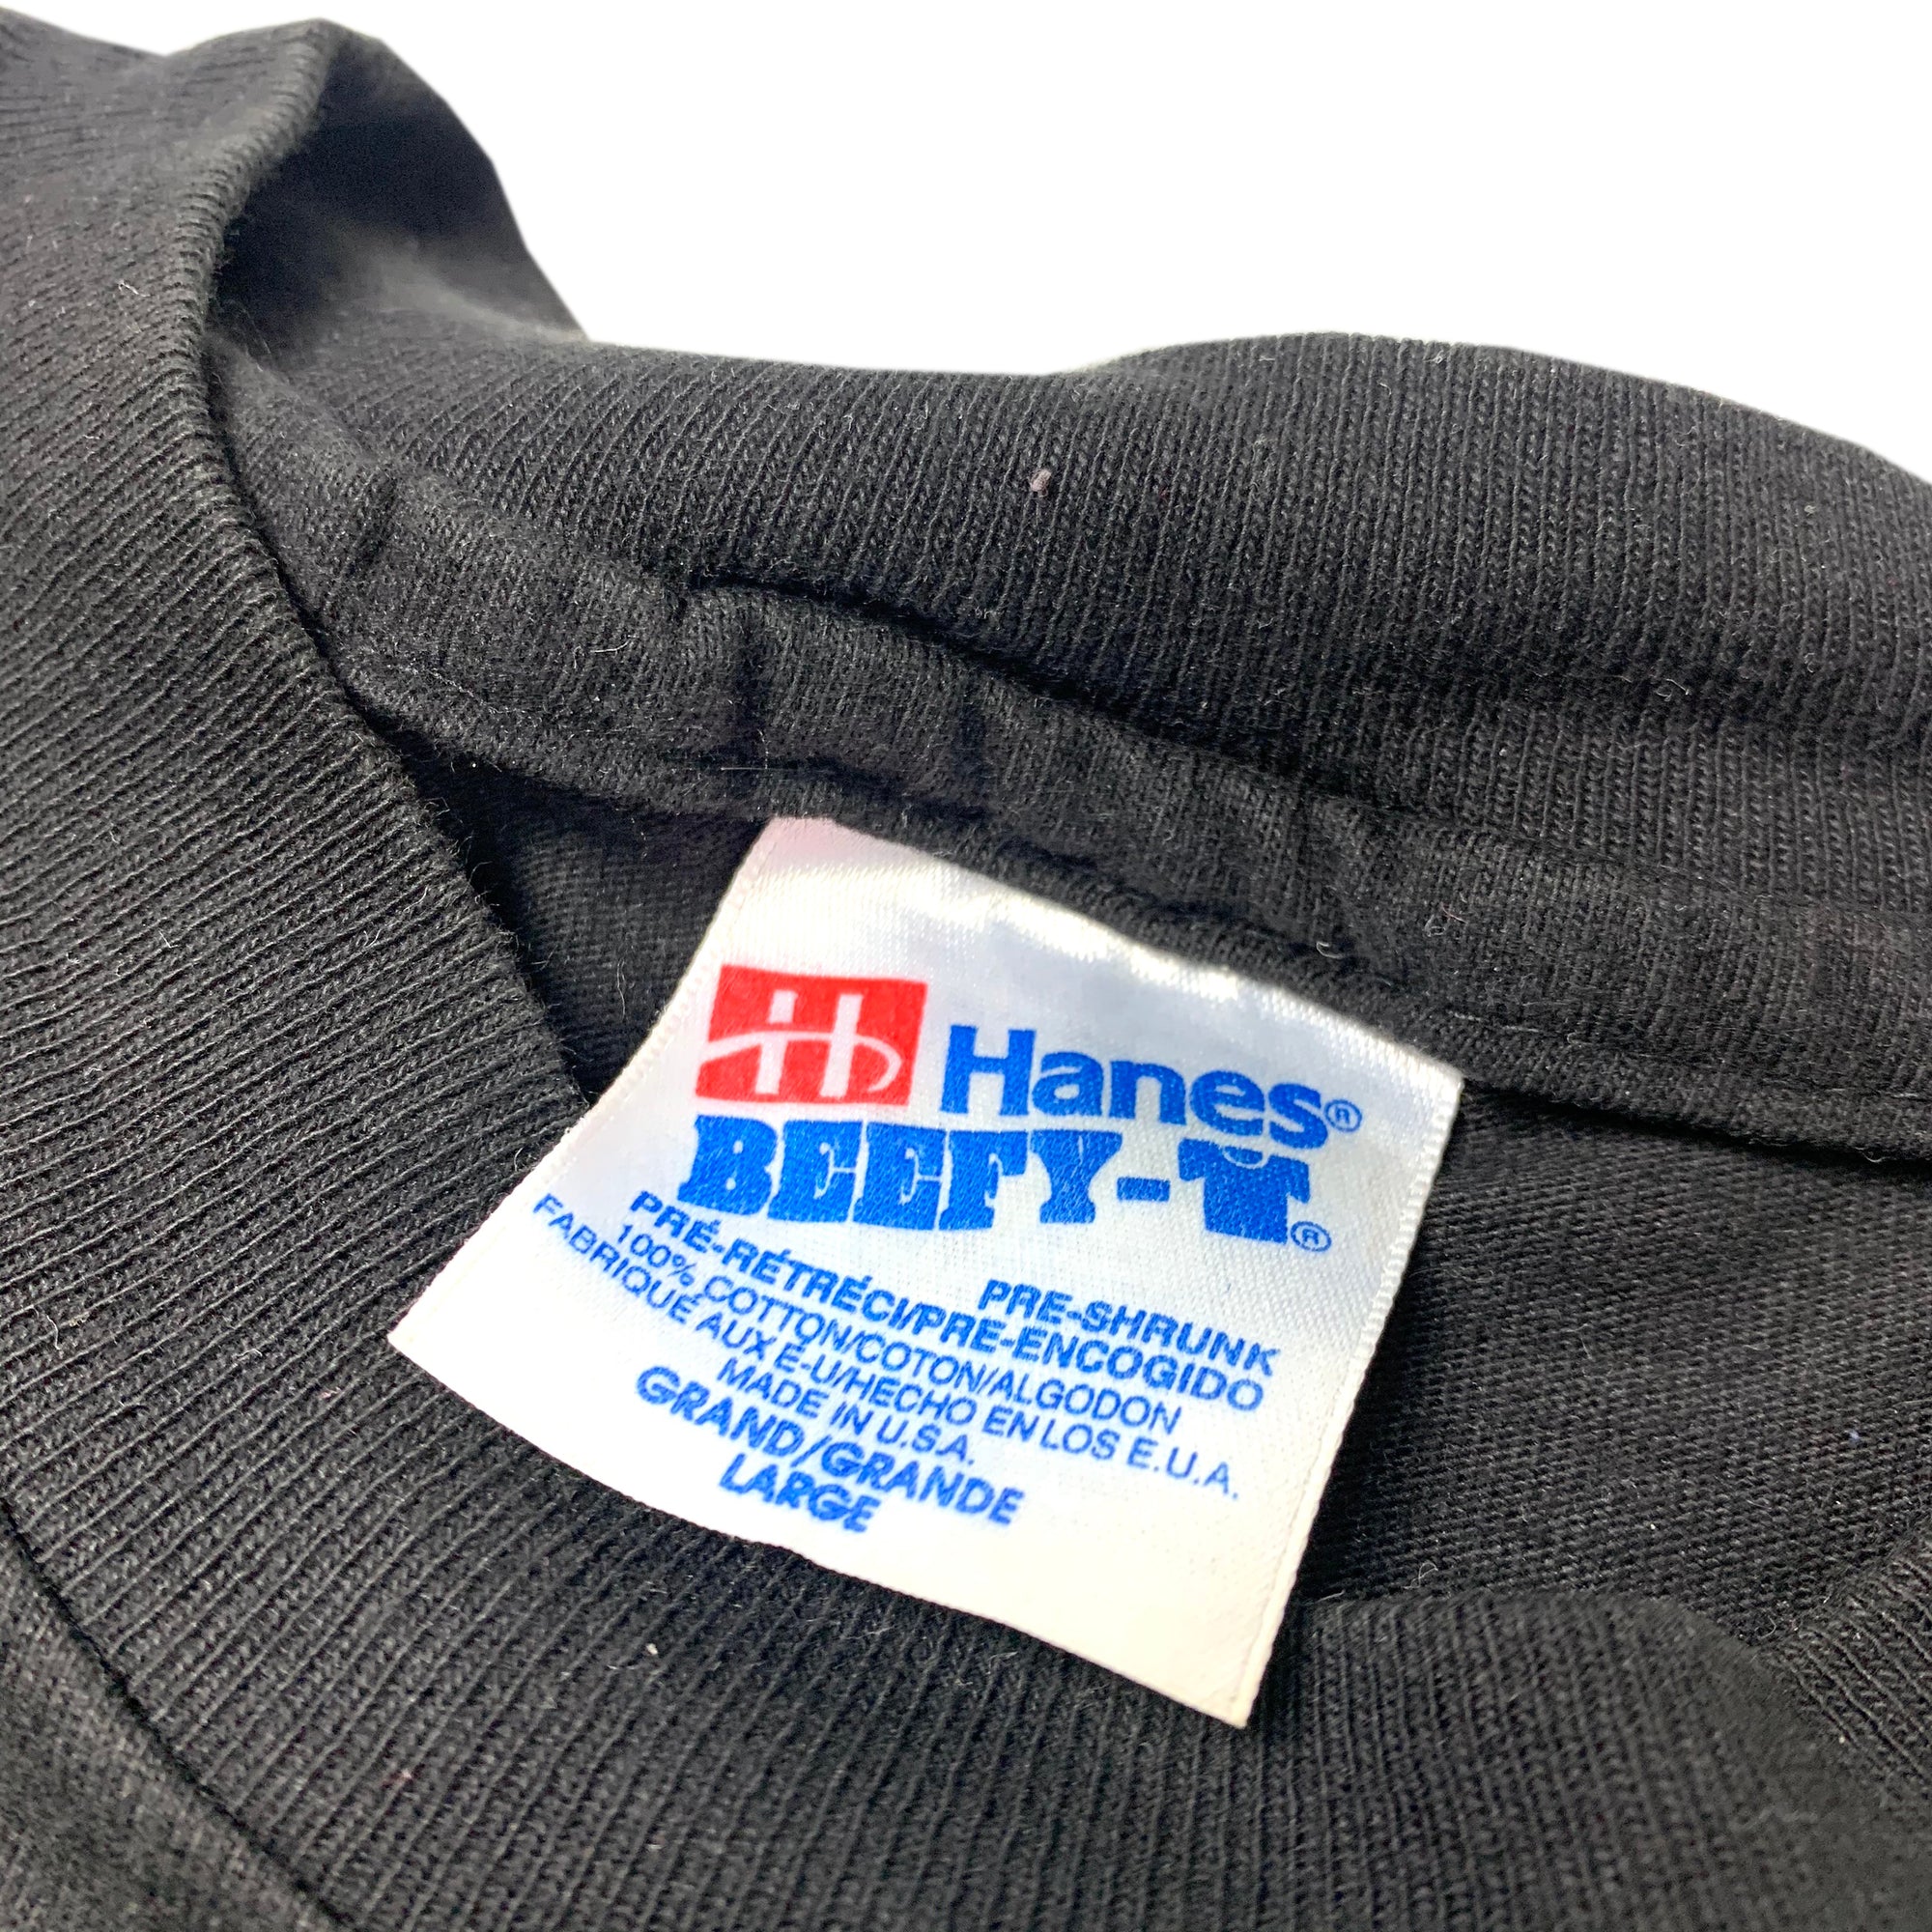 H Hanes®
BEEFY-T®
PRE-SHRUNK
PRÉ-RÉTRÉCI/PRE-ENCOGIDO
100% COTTON/COTON/ALGODON
FABRIQUÉ AUX E-U/HECHO EN LOS E.U.A.
MADE IN U.S.A.
GRAND/GRANDE
LARGE